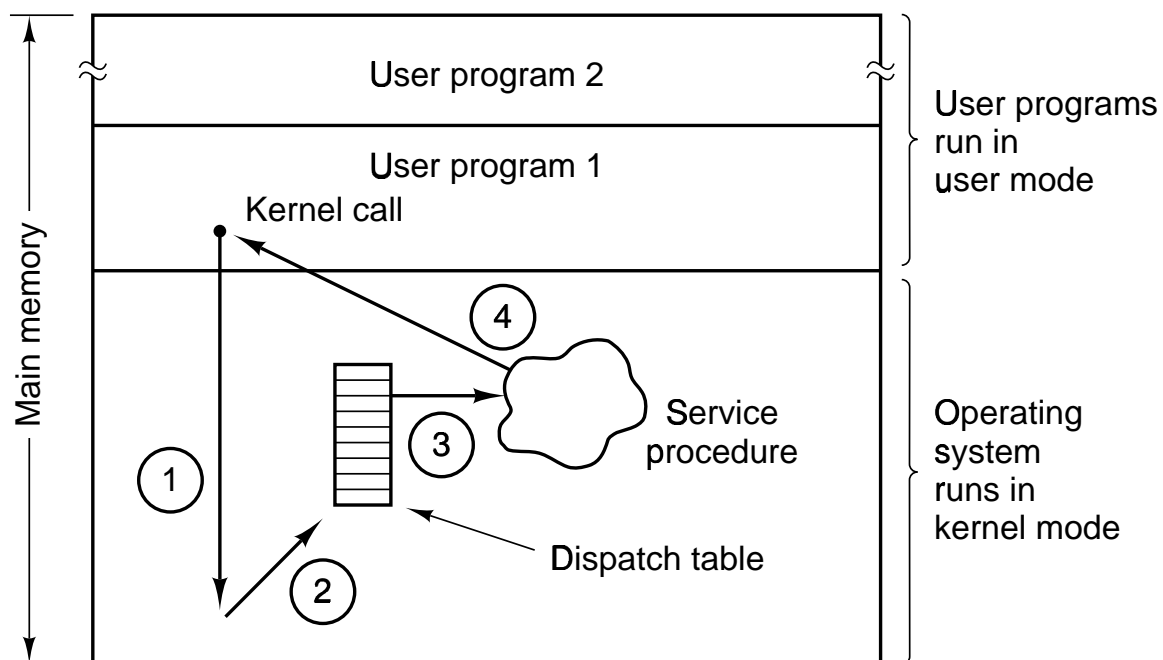 User program 2
User program 1
Kernel call
User programs
run in
user mode
Main memory
4
3
1
2
Service
procedure
Dispatch table
Operating
system
runs in
kernel mode